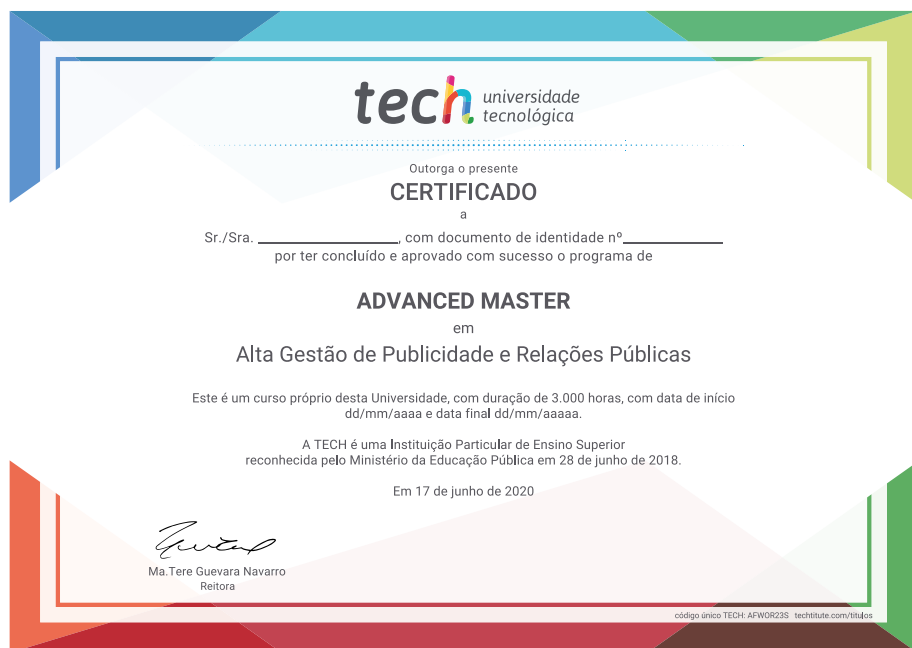 tech universidade
tecnológica
Outorga o presente
CERTIFICADO
a
Sr./Sra. ________________, com documento de identidade nº____________
por ter concluído e aprovado com sucesso o programa de
ADVANCED MASTER
em
Alta Gestão de Publicidade e Relações Públicas
Este é um curso próprio desta Universidade, com duração de 3.000 horas, com data de início
dd/mm/aaaa e data final dd/mm/aaaaa.
A TECH é uma Instituição Particular de Ensino Superior
reconhecida pelo Ministério da Educação Pública em 28 de junho de 2018.
Em 17 de junho de 2020
Ma.Tere Guevara Navarro
Reitora
código único TECH: AFWOR23S techtitute.com/titulos